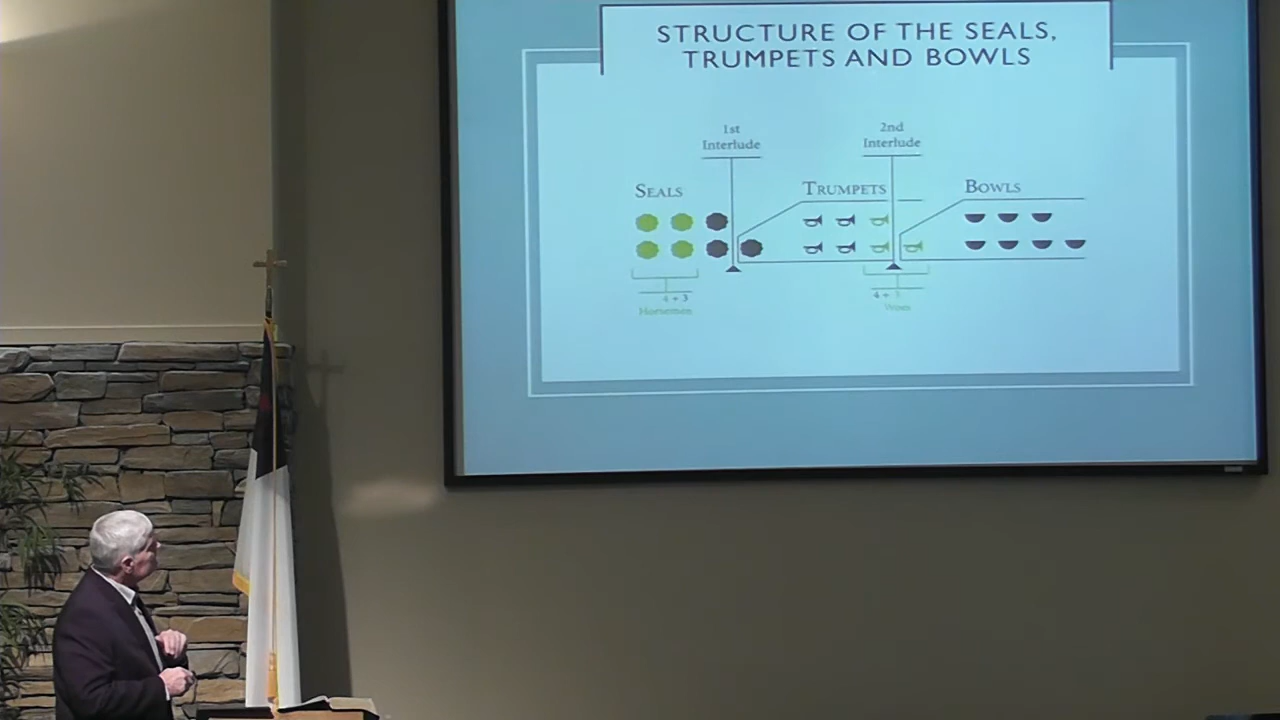 STRUCTURE OF THE SEALS,
TRUMPETS AND BOWLS
1st
Interlude
2nd
Interlude
SEALS
TRUMPETS
BOWLS
4 + 3
Horsemen
4 + 3
Woes